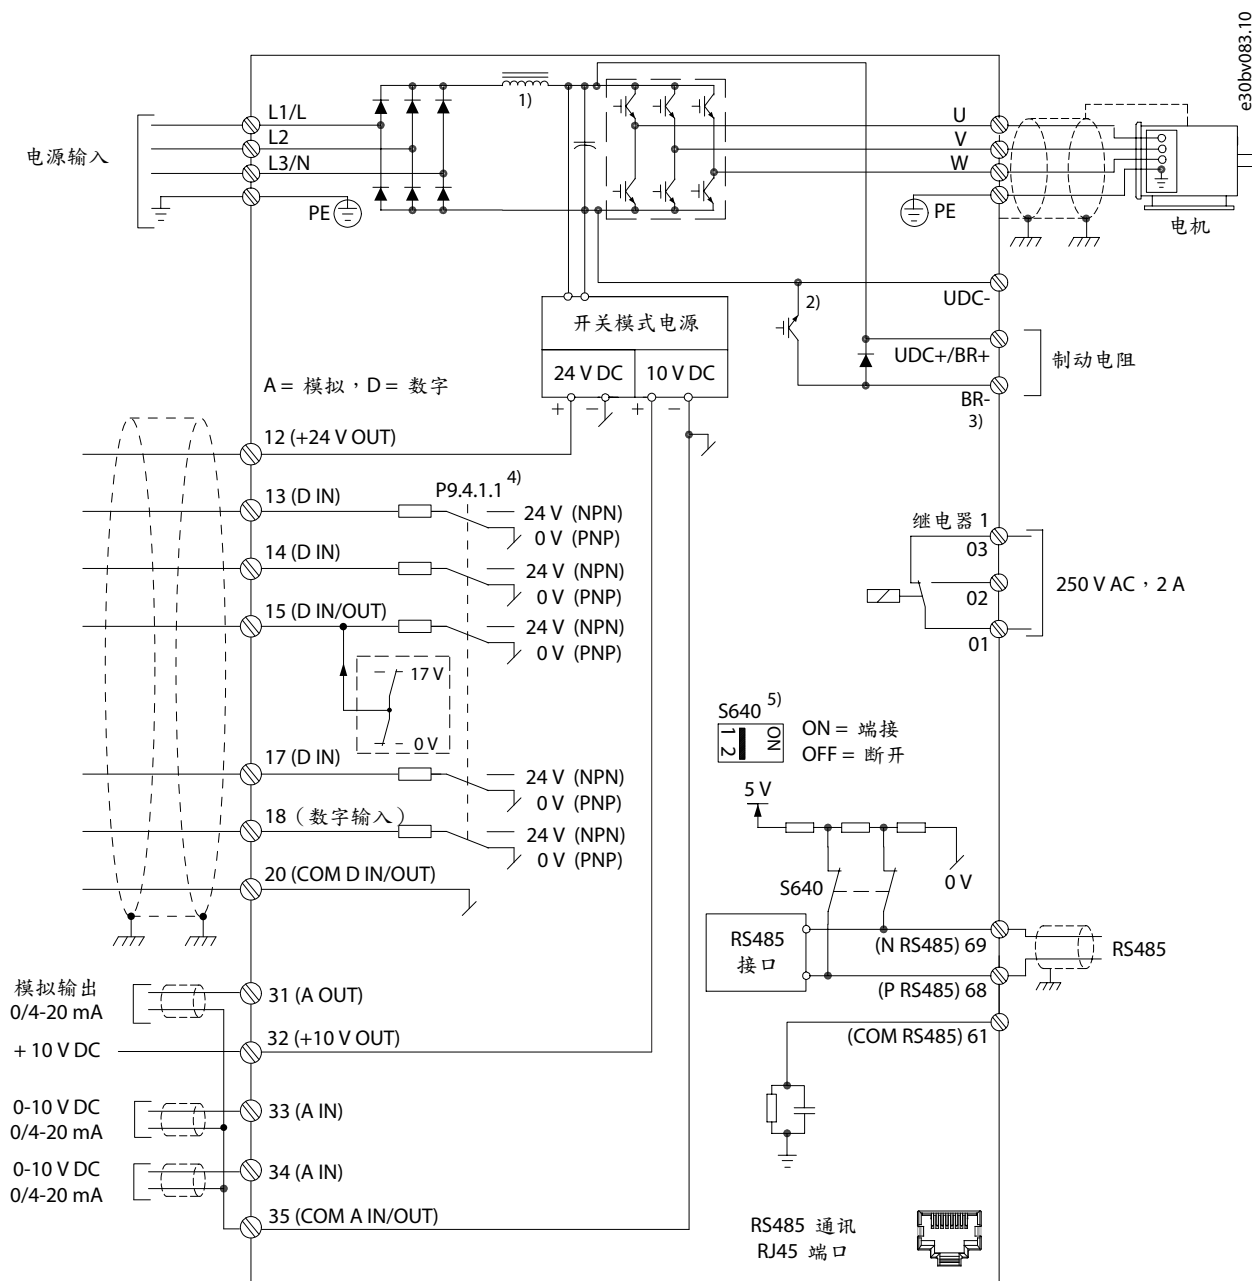 e30bv083.10
电源输入
L1/L
L2
L3/N
PE
1)
U
V
W
PE
电机
UDC-
2)
UDC+/BR+
制动电阻
BR-
3)
开关模式电源
24 V DC
10 V DC
+
−
+
−
A = 模拟，D = 数字
12 (+24 V OUT)
13 (D IN)
P9.4.1.1 4)
24 V (NPN)
0 V (PNP)
14 (D IN)
24 V (NPN)
0 V (PNP)
15 (D IN/OUT)
24 V (NPN)
0 V (PNP)
17 V
0 V
17 (D IN)
24 V (NPN)
0 V (PNP)
18（数字输入）
24 V (NPN)
0 V (PNP)
20 (COM D IN/OUT)
继电器 1
03
02
01
250 V AC，2 A
S640 5)
ON
1 2
ON = 端接
OFF = 断开
5 V
S640
0 V
RS485
接口
(N RS485) 69
(P RS485) 68
RS485
(COM RS485) 61
模拟输出
0/4-20 mA
31 (A OUT)
+ 10 V DC
32 (+10 V OUT)
0-10 V DC
0/4-20 mA
33 (A IN)
0-10 V DC
0/4-20 mA
34 (A IN)
35 (COM A IN/OUT)
RS485 通讯
RJ45 端口